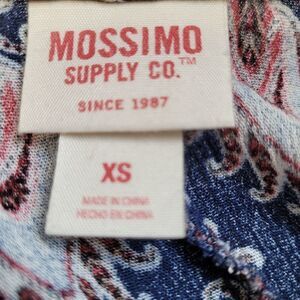 MOSSIMO
SUPPLY CO.™
SINCE 1987
XS
MADE IN CHINA
HECHO EN CHINA